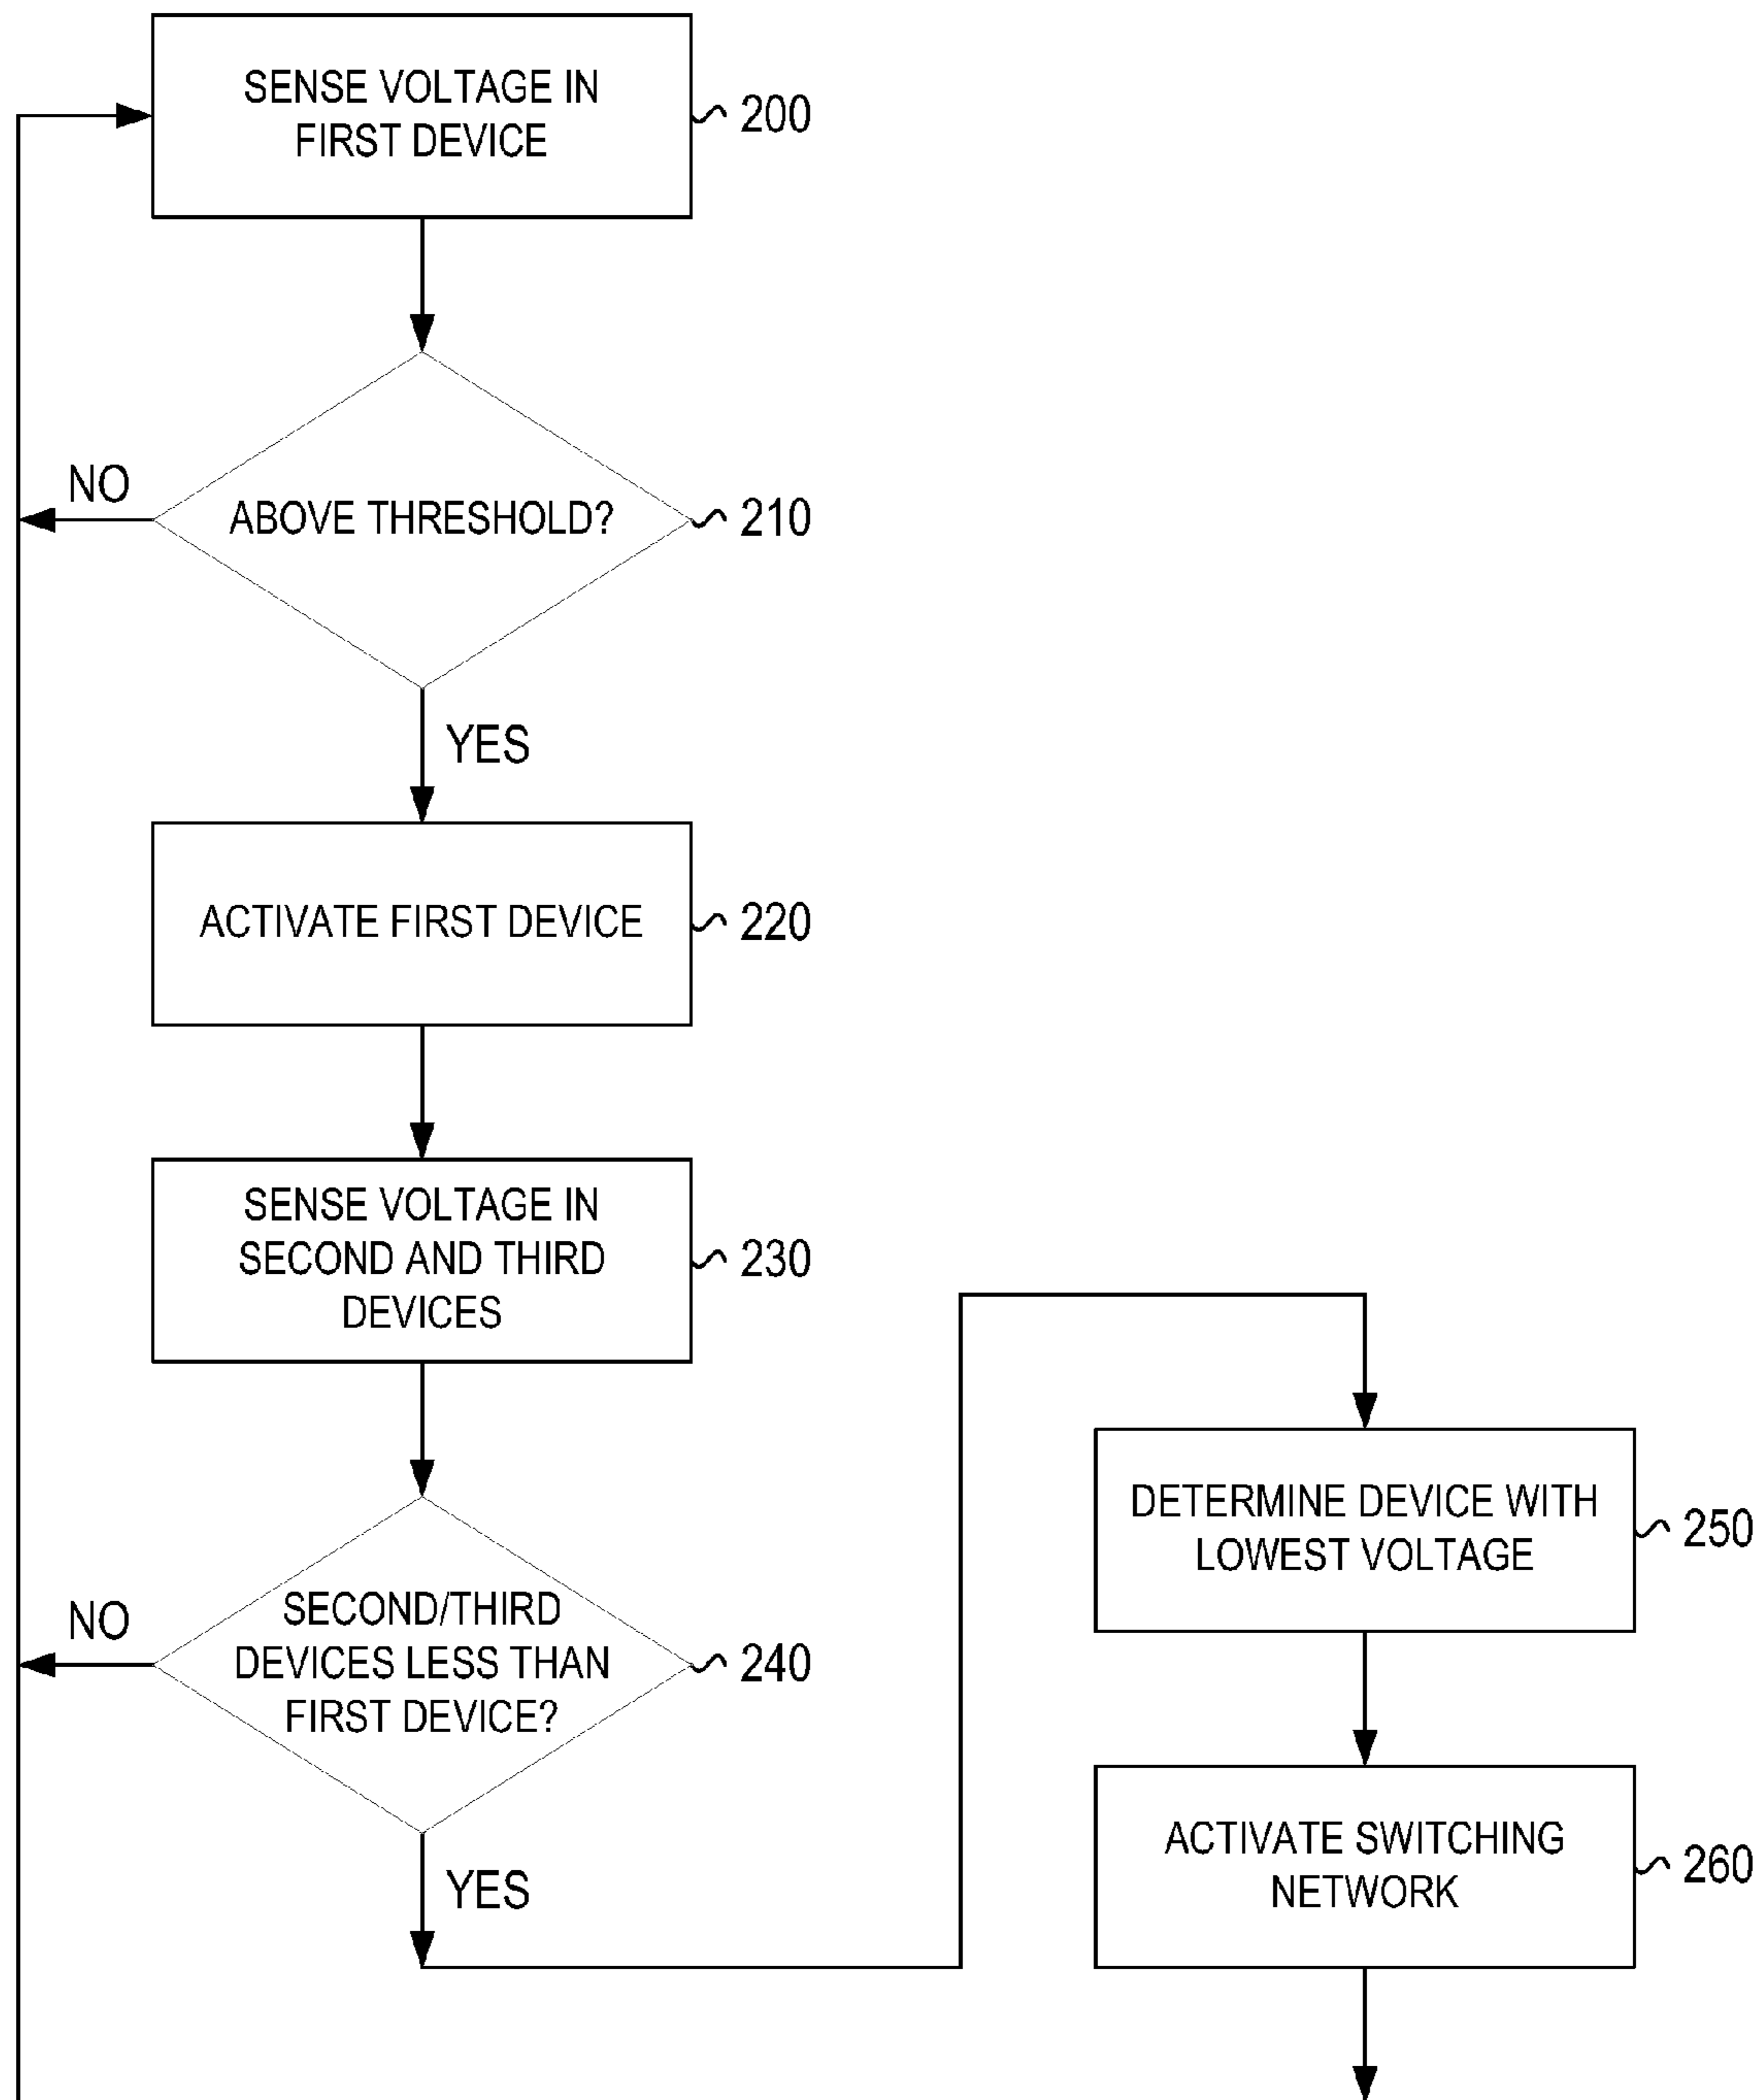 SENSE VOLTAGE IN
FIRST DEVICE
200
ABOVE THRESHOLD?
210
NO
YES
ACTIVATE FIRST DEVICE
220
SENSE VOLTAGE IN
SECOND AND THIRD
DEVICES
230
SECOND/THIRD
DEVICES LESS THAN
FIRST DEVICE?
240
NO
YES
DETERMINE DEVICE WITH
LOWEST VOLTAGE
250
ACTIVATE SWITCHING
NETWORK
260